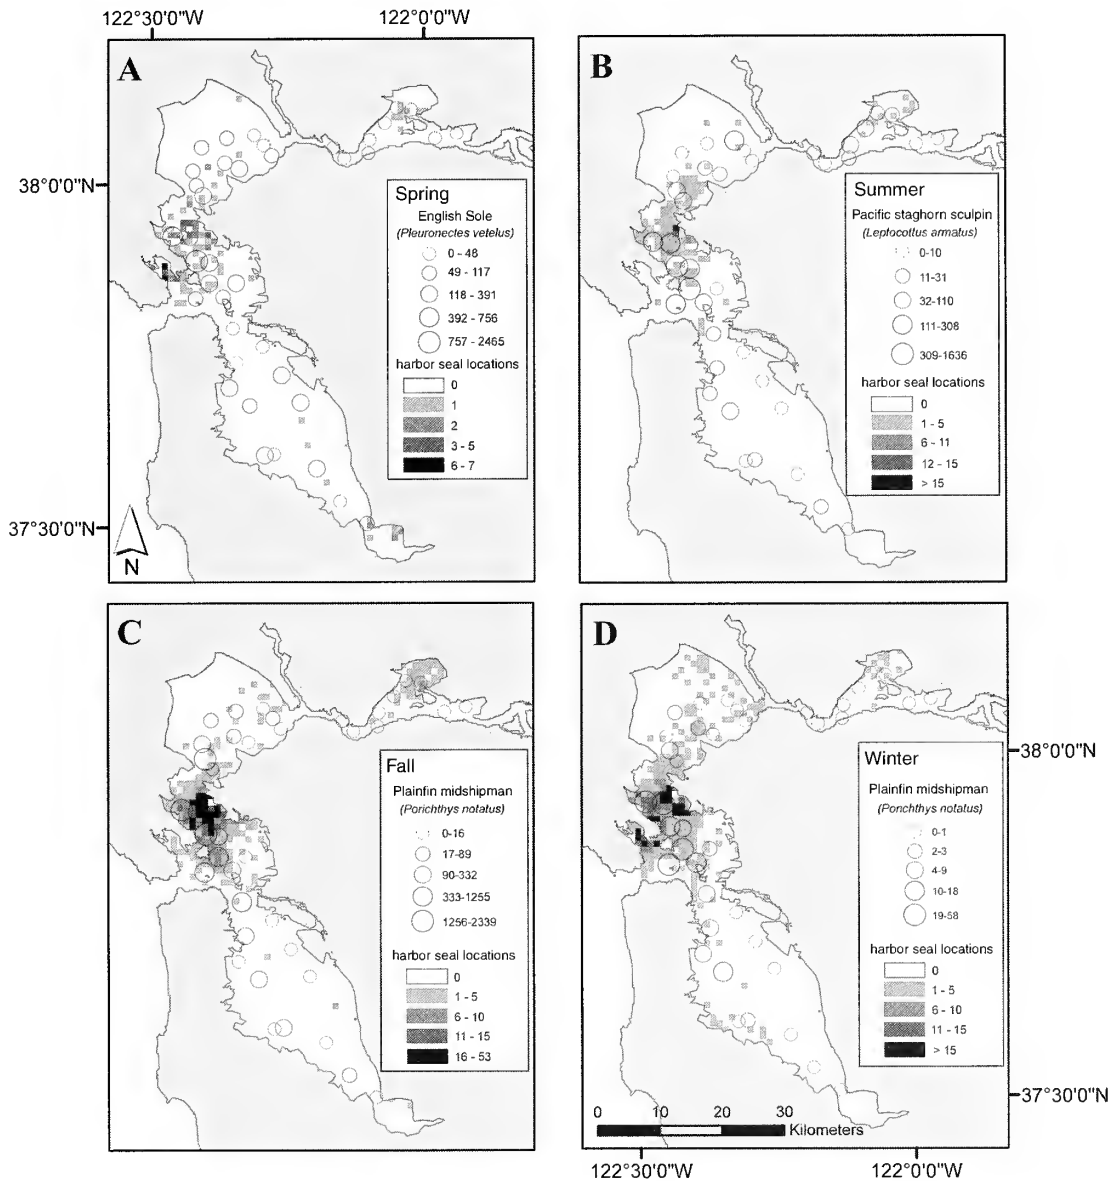 122°30'0"W 122°0'0"W
A
Spring
English Sole
(Pleuronectes vetelus)
0 - 48
49 - 117
118 - 391
392 - 756
757 - 2465
harbor seal locations
0
1
2
3 - 5
6 - 7
38°0'0"N
37°30'0"N
N
B
Summer
Pacific staghorn sculpin
(Leptocottus armatus)
0-10
11-31
32-110
111-308
309-1636
harbor seal locations
0
1 - 5
6 - 11
12 - 15
> 15
C
Fall
Plainfin midshipman
(Porichthys notatus)
0-16
17-89
90-332
333-1255
1256-2339
harbor seal locations
0
1 - 5
6 - 10
11 - 15
16 - 53
D
Winter
Plainfin midshipman
(Ponchthys notatus)
0-1
2-3
4-9
10-18
19-58
harbor seal locations
0
1 - 5
6 - 10
11 - 15
> 15
38°0'0"N
37°30'0"N
0 10 20 30
Kilometers
122°30'0"W 122°0'0"W